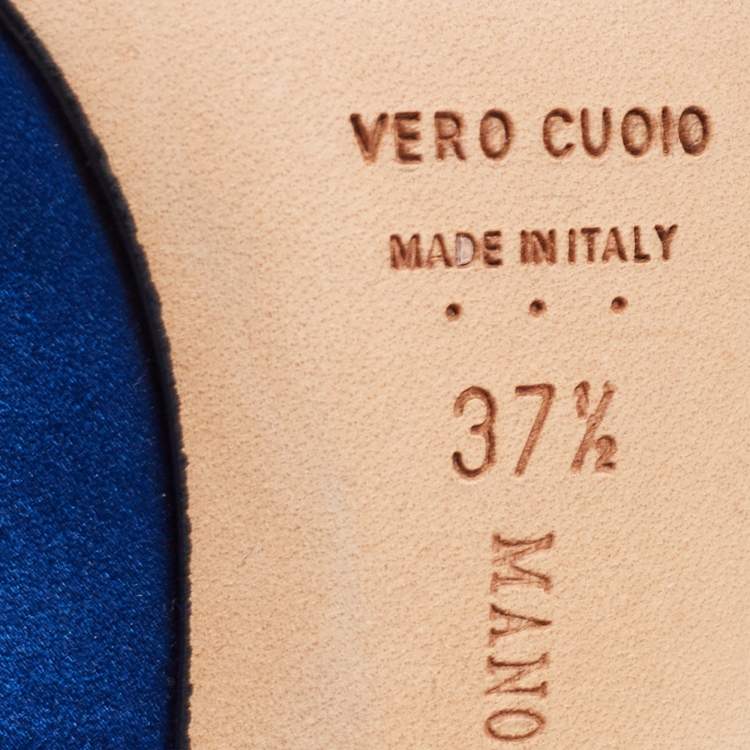 VERO CUOIO
MADE IN ITALY
37½
MANO